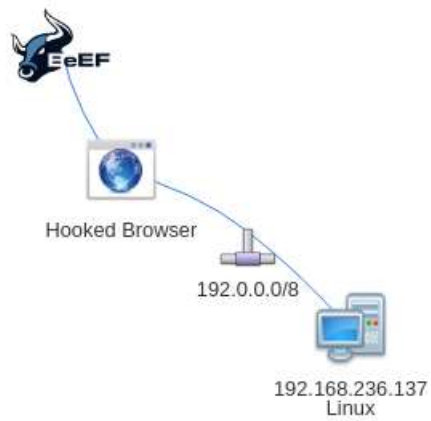 BeEF
Hooked Browser
192.0.0.0/8
192.168.236.137
Linux